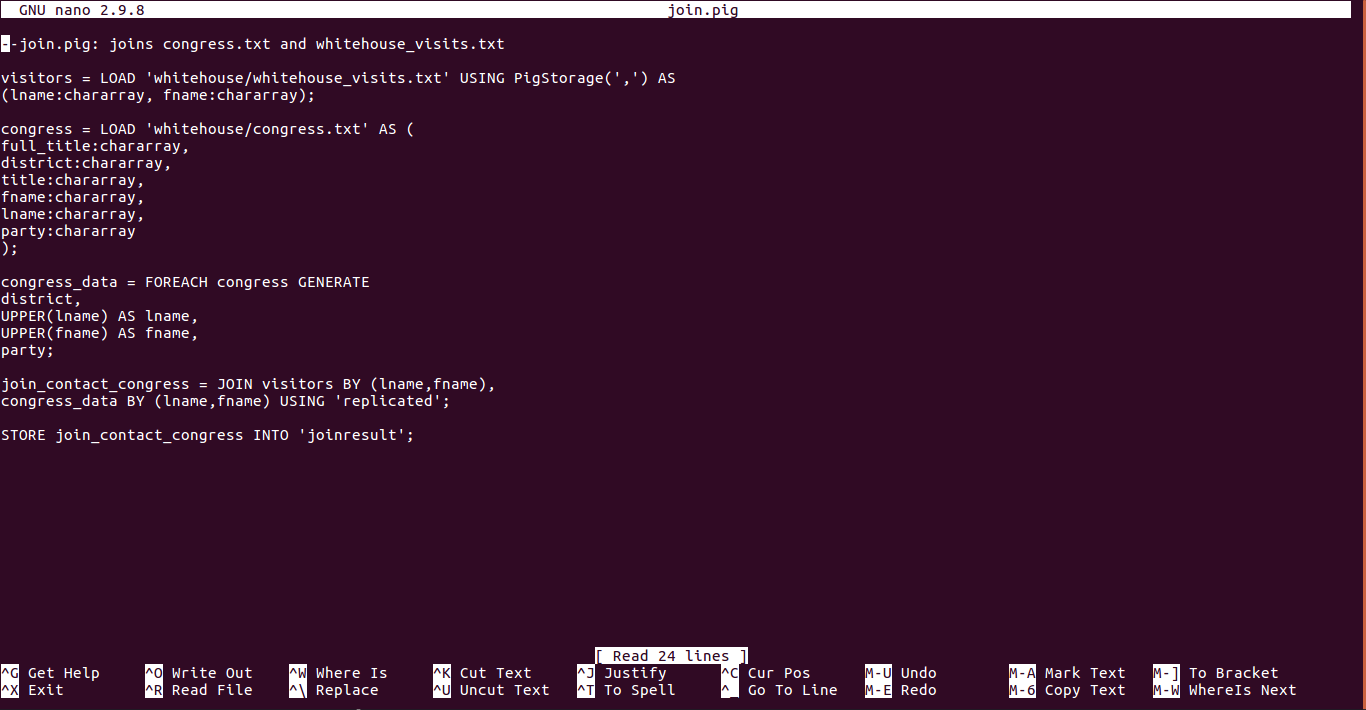 GNU nano 2.9.8 join.pig
--join.pig: joins congress.txt and whitehouse_visits.txt
visitors = LOAD 'whitehouse/whitehouse_visits.txt' USING PigStorage(',') AS
(lname:chararray, fname:chararray);
congress = LOAD 'whitehouse/congress.txt' AS (
full_title:chararray,
district:chararray,
title:chararray,
fname:chararray,
lname:chararray,
party:chararray
);
congress_data = FOREACH congress GENERATE
district,
UPPER(lname) AS lname,
UPPER(fname) AS fname,
party;
join_contact_congress = JOIN visitors BY (lname,fname),
congress_data BY (lname,fname) USING 'replicated';
STORE join_contact_congress INTO 'joinresult';
[ Read 24 lines ]
^G Get Help ^O Write Out ^W Where Is ^K Cut Text ^J Justify ^C Cur Pos M-U Undo M-A Mark Text M-] To Bracket
^X Exit ^R Read File ^\ Replace ^U Uncut Text ^T To Spell ^_ Go To Line M-E Redo M-6 Copy Text M-W WhereIs Next